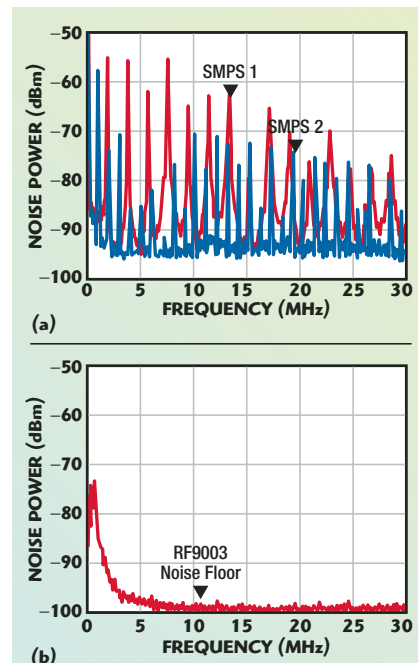 −50
−60
−70
−80
−90
−100
NOISE POWER (dBm)
SMPS 1
SMPS 2
0 5 10 15 20 25 30
FREQUENCY (MHz)
(a)
−50
−60
−70
−80
−90
−100
NOISE POWER (dBm)
RF9003
Noise Floor
0 5 10 15 20 25 30
FREQUENCY (MHz)
(b)